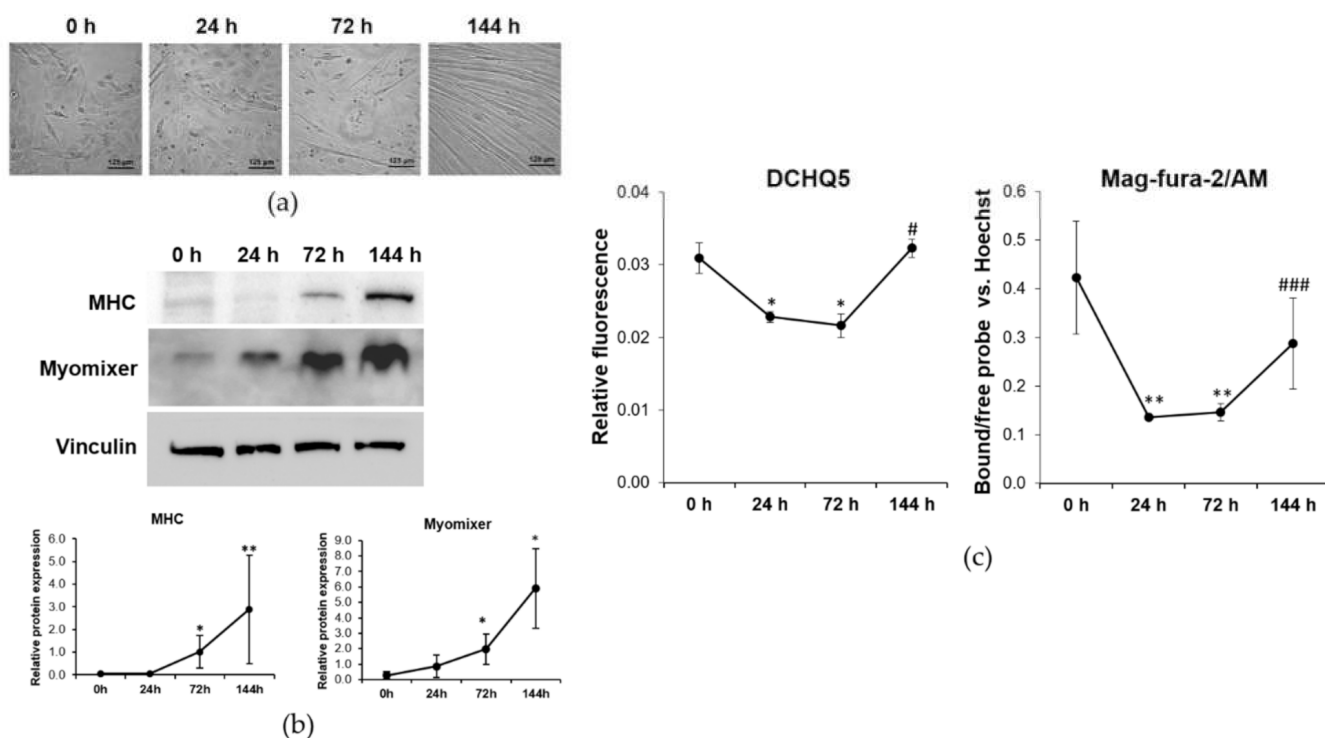 0 h 24 h 72 h 144 h
125 µm 125 µm 125 µm 125 µm
(a)
0 h 24 h 72 h 144 h
MHC
Myomixer
Vinculin
MHC
Relative protein expression
6.0
5.0
4.0
3.0
2.0
1.0
0.0
*
**
0h 24h 72h 144h
Myomixer
Relative protein expression
9.0
8.0
7.0
6.0
5.0
4.0
3.0
2.0
1.0
0.0
*
*
0h 24h 72h 144h
(b)
DCHQ5
Relative fluorescence
0.04
0.03
0.02
0.01
0.00
*
*
#
0 h 24 h 72 h 144 h
Mag-fura-2/AM
Bound/free probe vs. Hoechst
0.6
0.5
0.4
0.3
0.2
0.1
0.0
**
**
###
0 h 24 h 72 h 144 h
(c)